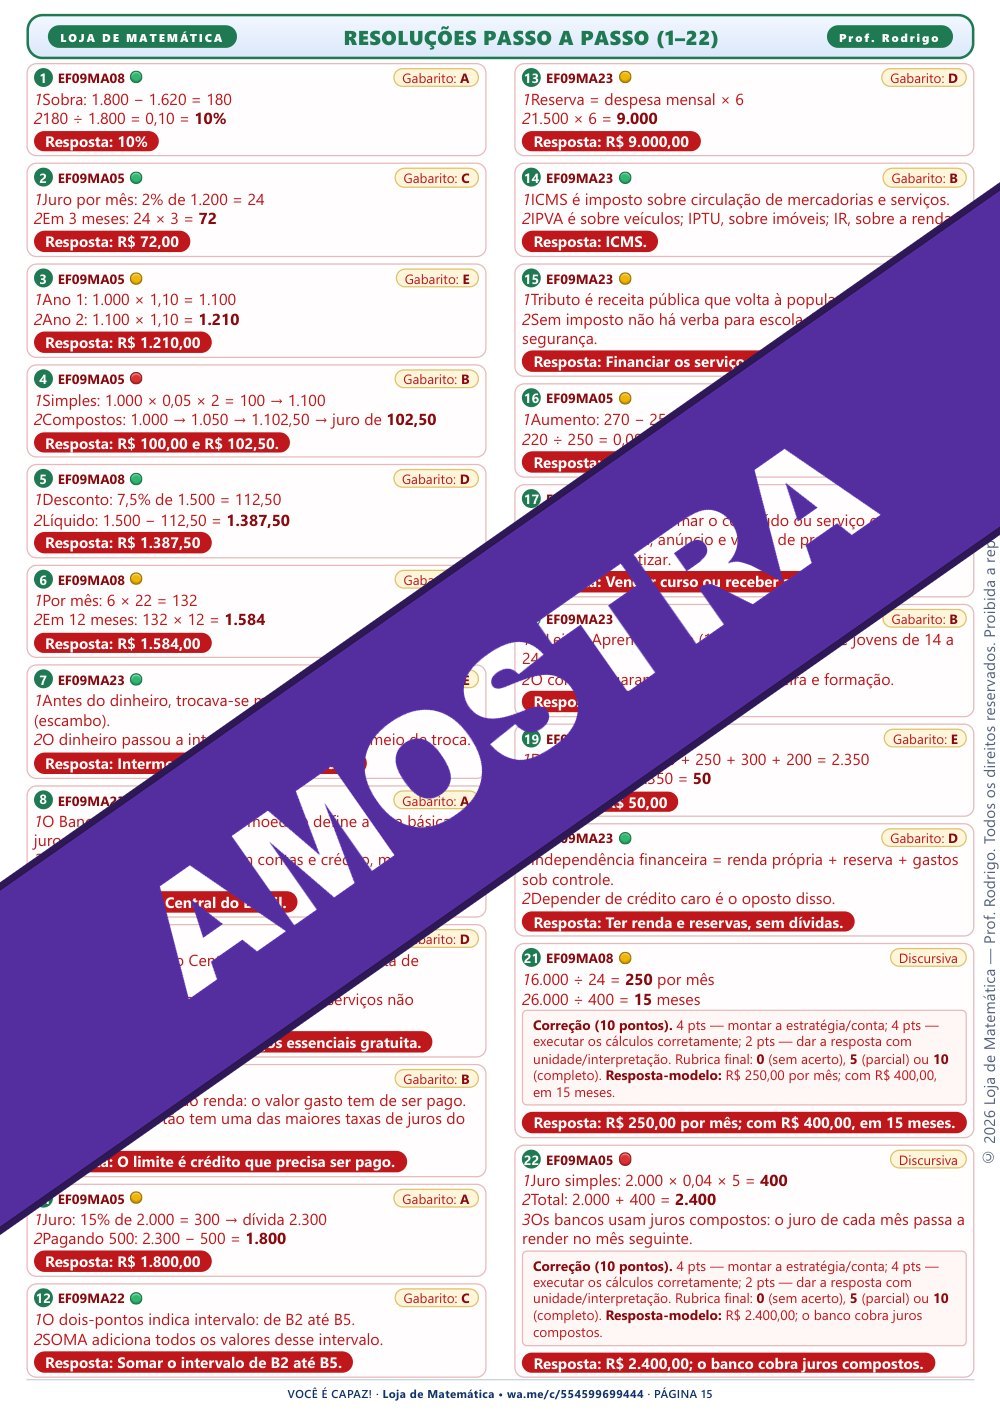 LOJA DE MATEMÁTICA
RESOLUÇÕES PASSO A PASSO (1–22)
Prof. Rodrigo
1 EF09MA08 Gabarito: A
1Sobra: 1.800 − 1.620 = 180
2180 ÷ 1.800 = 0,10 = 10%
Resposta: 10%
2 EF09MA05 Gabarito: C
1Juro por mês: 2% de 1.200 = 24
2Em 3 meses: 24 × 3 = 72
Resposta: R$ 72,00
3 EF09MA05 Gabarito: E
1Ano 1: 1.000 × 1,10 = 1.100
2Ano 2: 1.100 × 1,10 = 1.210
Resposta: R$ 1.210,00
4 EF09MA05 Gabarito: B
1Simples: 1.000 × 0,05 × 2 = 100 → 1.100
2Compostos: 1.000 → 1.050 → 1.102,50 → juro de 102,50
Resposta: R$ 100,00 e R$ 102,50.
5 EF09MA08 Gabarito: D
1Desconto: 7,5% de 1.500 = 112,50
2Líquido: 1.500 − 112,50 = 1.387,50
Resposta: R$ 1.387,50
6 EF09MA08
1Por mês: 6 × 22 = 132
2Em 12 meses: 132 × 12 = 1.584
Resposta: R$ 1.584,00
7 EF09MA23 E
1Antes do dinheiro, trocava-se
(escambo).
2O dinheiro passou a meio de troca.
Resposta:
8 Gabarito: A
1O define a básica
juro
contas e
Central do
Gabarito: D
de
serviços não
essenciais gratuita.
Gabarito: B
renda: o valor gasto tem de ser pago.
tem uma das maiores taxas de juros do
O limite é crédito que precisa ser pago.
EF09MA05 Gabarito: A
1Juro: 15% de 2.000 = 300 → dívida 2.300
2Pagando 500: 2.300 − 500 = 1.800
Resposta: R$ 1.800,00
12 EF09MA22 Gabarito: C
1O dois-pontos indica intervalo: de B2 até B5.
2SOMA adiciona todos os valores desse intervalo.
Resposta: Somar o intervalo de B2 até B5.
13 EF09MA23 Gabarito: D
1Reserva = despesa mensal × 6
21.500 × 6 = 9.000
Resposta: R$ 9.000,00
14 EF09MA23 Gabarito: B
1ICMS é imposto sobre circulação de mercadorias e serviços.
2IPVA é sobre veículos; IPTU, sobre imóveis; IR, sobre a renda
Resposta: ICMS.
15 EF09MA23
1Tributo é receita pública que volta à
2Sem imposto não há verba para
segurança.
Resposta: Financiar os
16 EF09MA05
1Aumento: 270 −
220 ÷ 250 =
17
o ou serviço
anúncio e de
curso ou receber
EF09MA23 Gabarito: B
jovens de 14 a
2O e formação.
19 Gabarito: E
+ 250 + 300 + 200 = 2.350
= 50
R$ 50,00
Gabarito: D
Independência financeira = renda própria + reserva + gastos
sob controle.
2Depender de crédito caro é o oposto disso.
Resposta: Ter renda e reservas, sem dívidas.
21 EF09MA08 Discursiva
16.000 ÷ 24 = 250 por mês
26.000 ÷ 400 = 15 meses
Correção (10 pontos). 4 pts — montar a estratégia/conta; 4 pts —
executar os cálculos corretamente; 2 pts — dar a resposta com
unidade/interpretação. Rubrica final: 0 (sem acerto), 5 (parcial) ou 10
(completo). Resposta-modelo: R$ 250,00 por mês; com R$ 400,00,
em 15 meses.
Resposta: R$ 250,00 por mês; com R$ 400,00, em 15 meses.
22 EF09MA05 Discursiva
1Juro simples: 2.000 × 0,04 × 5 = 400
2Total: 2.000 + 400 = 2.400
3Os bancos usam juros compostos: o juro de cada mês passa a
render no mês seguinte.
Correção (10 pontos). 4 pts — montar a estratégia/conta; 4 pts —
executar os cálculos corretamente; 2 pts — dar a resposta com
unidade/interpretação. Rubrica final: 0 (sem acerto), 5 (parcial) ou 10
(completo). Resposta-modelo: R$ 2.400,00; o banco cobra juros
compostos.
Resposta: R$ 2.400,00; o banco cobra juros compostos.
AMOSTRA
© 2026 Loja de Matemática — Prof. Rodrigo. Todos os direitos reservados. Proibida a rep
VOCÊ É CAPAZ! · Loja de Matemática • wa.me/c/554599699444 · PÁGINA 15